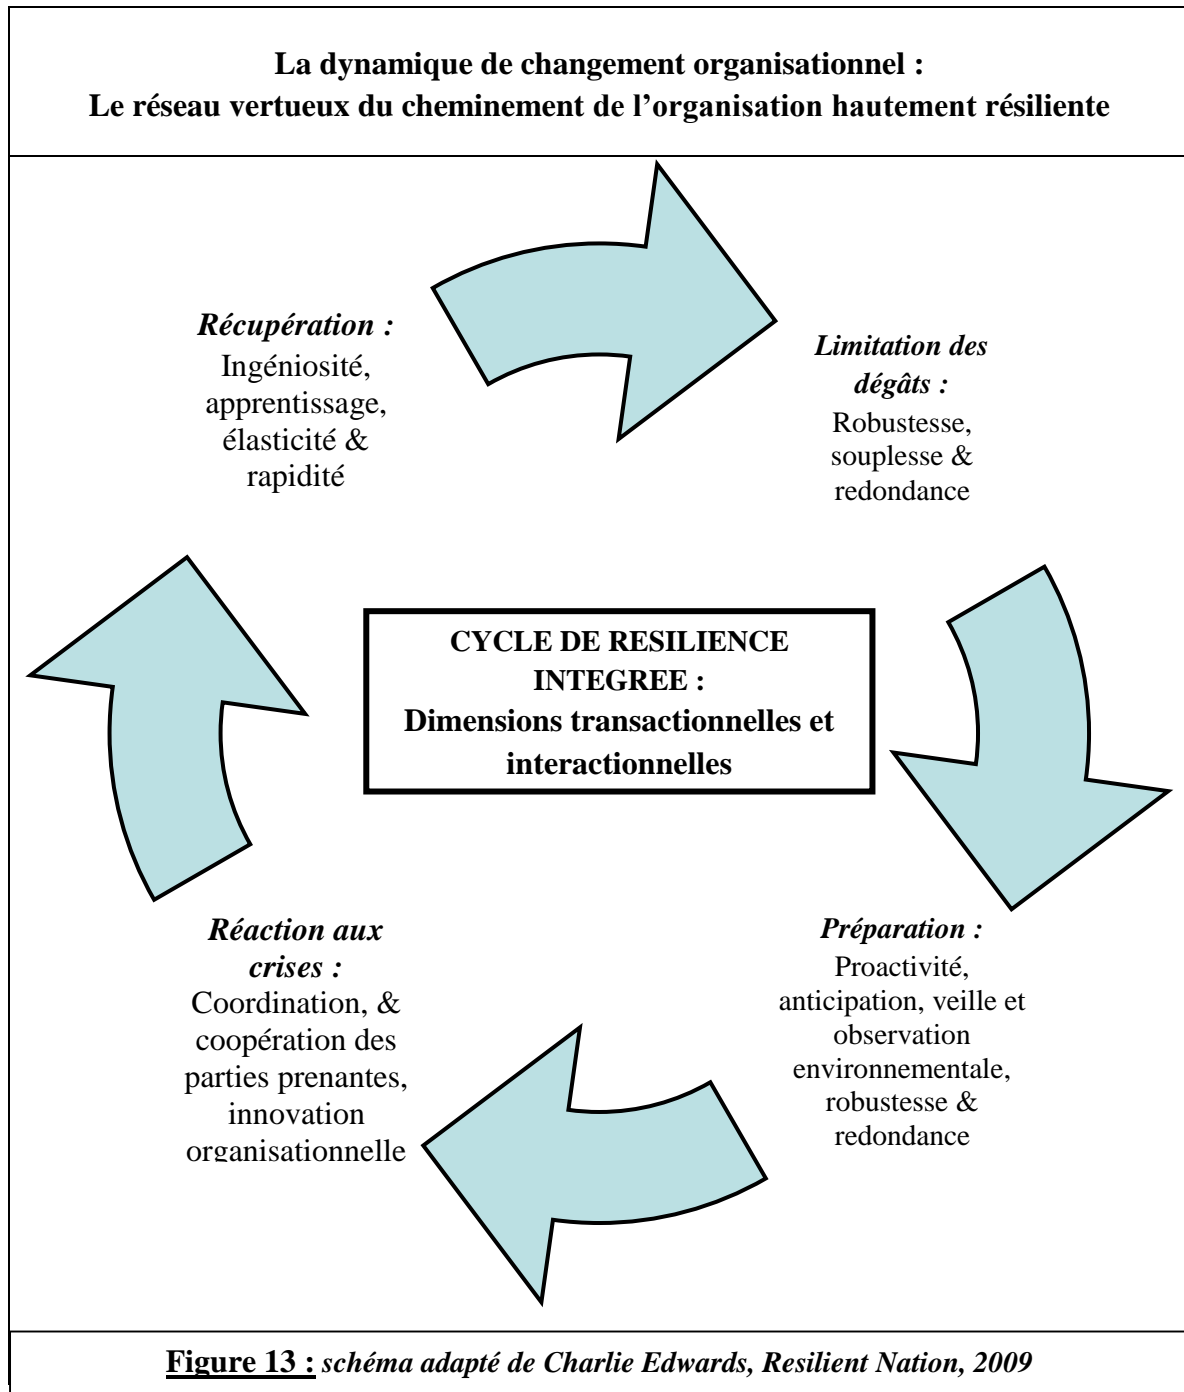 La dynamique de changement organisationnel :
Le réseau vertueux du cheminement de l’organisation hautement résiliente
Récupération :
Ingéniosité,
apprentissage,
élasticité &
rapidité
Limitation des
dégâts :
Robustesse,
souplesse &
redondance
CYCLE DE RESILIENCE
INTEGREE :
Dimensions transactionnelles et
interactionnelles
Réaction aux
crises :
Coordination, &
coopération des
parties prenantes,
innovation
organisationnelle
Préparation :
Proactivité,
anticipation, veille et
observation
environnementale,
robustesse &
redondance
Figure 13 : schéma adapté de Charlie Edwards, Resilient Nation, 2009